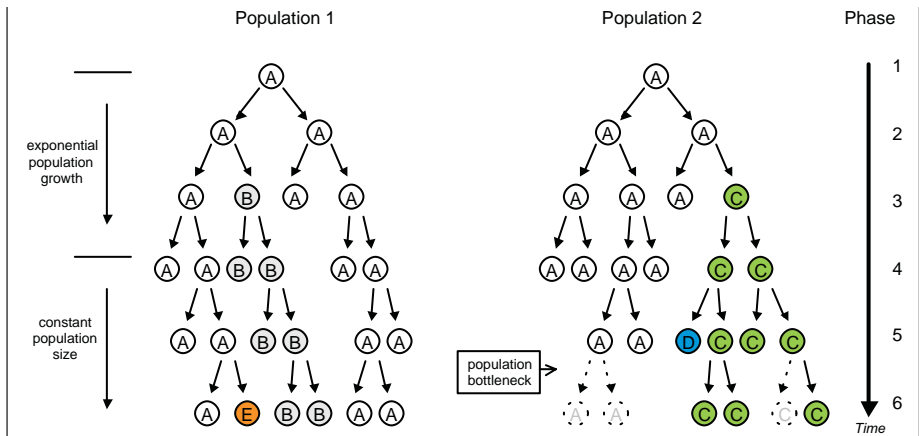 Population 1 Population 2 Phase
A A 1
A A A A 2
exponential
population
growth
A B A A A A A C 3
A A B B A A A A A A C C 4
constant
population
size
A A B B A A A A D C C C 5
population
bottleneck
A E B B A A A A C C C C 6
Time